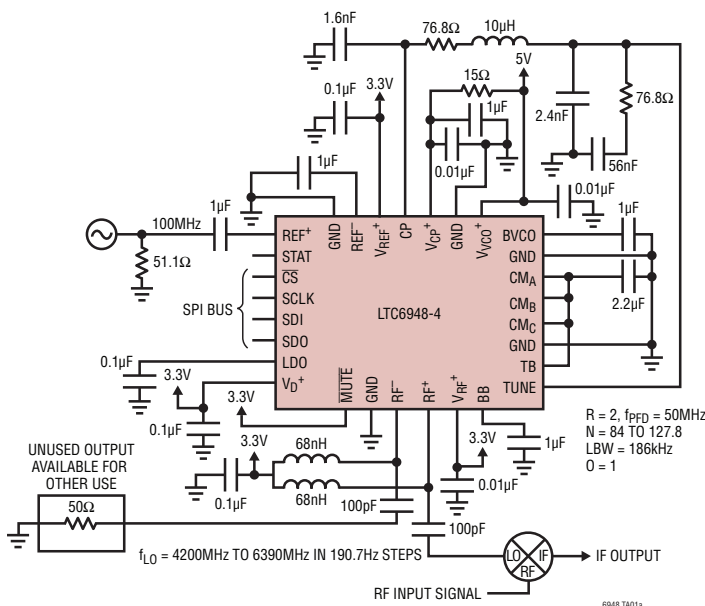 1.6nF
76.8Ω
10µH
5V
15Ω
0.1µF
3.3V
1µF
2.4nF
76.8Ω
0.01µF
56nF
1µF
0.01µF
1µF
100MHz
1µF
51.1Ω
REF+
GND
REF–
VREF+
CP
VCP+
GND
VVCO+
BVCO
STAT
GND
CS
CMA
2.2µF
SPI BUS
SCLK
LTC6948-4
CMB
SDI
CMC
SDO
GND
0.1µF
LDO
TB
VD+
TUNE
3.3V
3.3V
MUTE
GND
RF–
RF+
VRF+
BB
0.1µF
R = 2, fPFD = 50MHz
N = 84 TO 127.8
LBW = 186kHz
O = 1
UNUSED OUTPUT
AVAILABLE FOR
OTHER USE
3.3V
68nH
3.3V
1µF
50Ω
0.1µF
68nH
0.01µF
100pF
100pF
fLO = 4200MHz TO 6390MHz IN 190.7Hz STEPS
LO
IF
IF OUTPUT
RF
RF INPUT SIGNAL
6948 TA01a